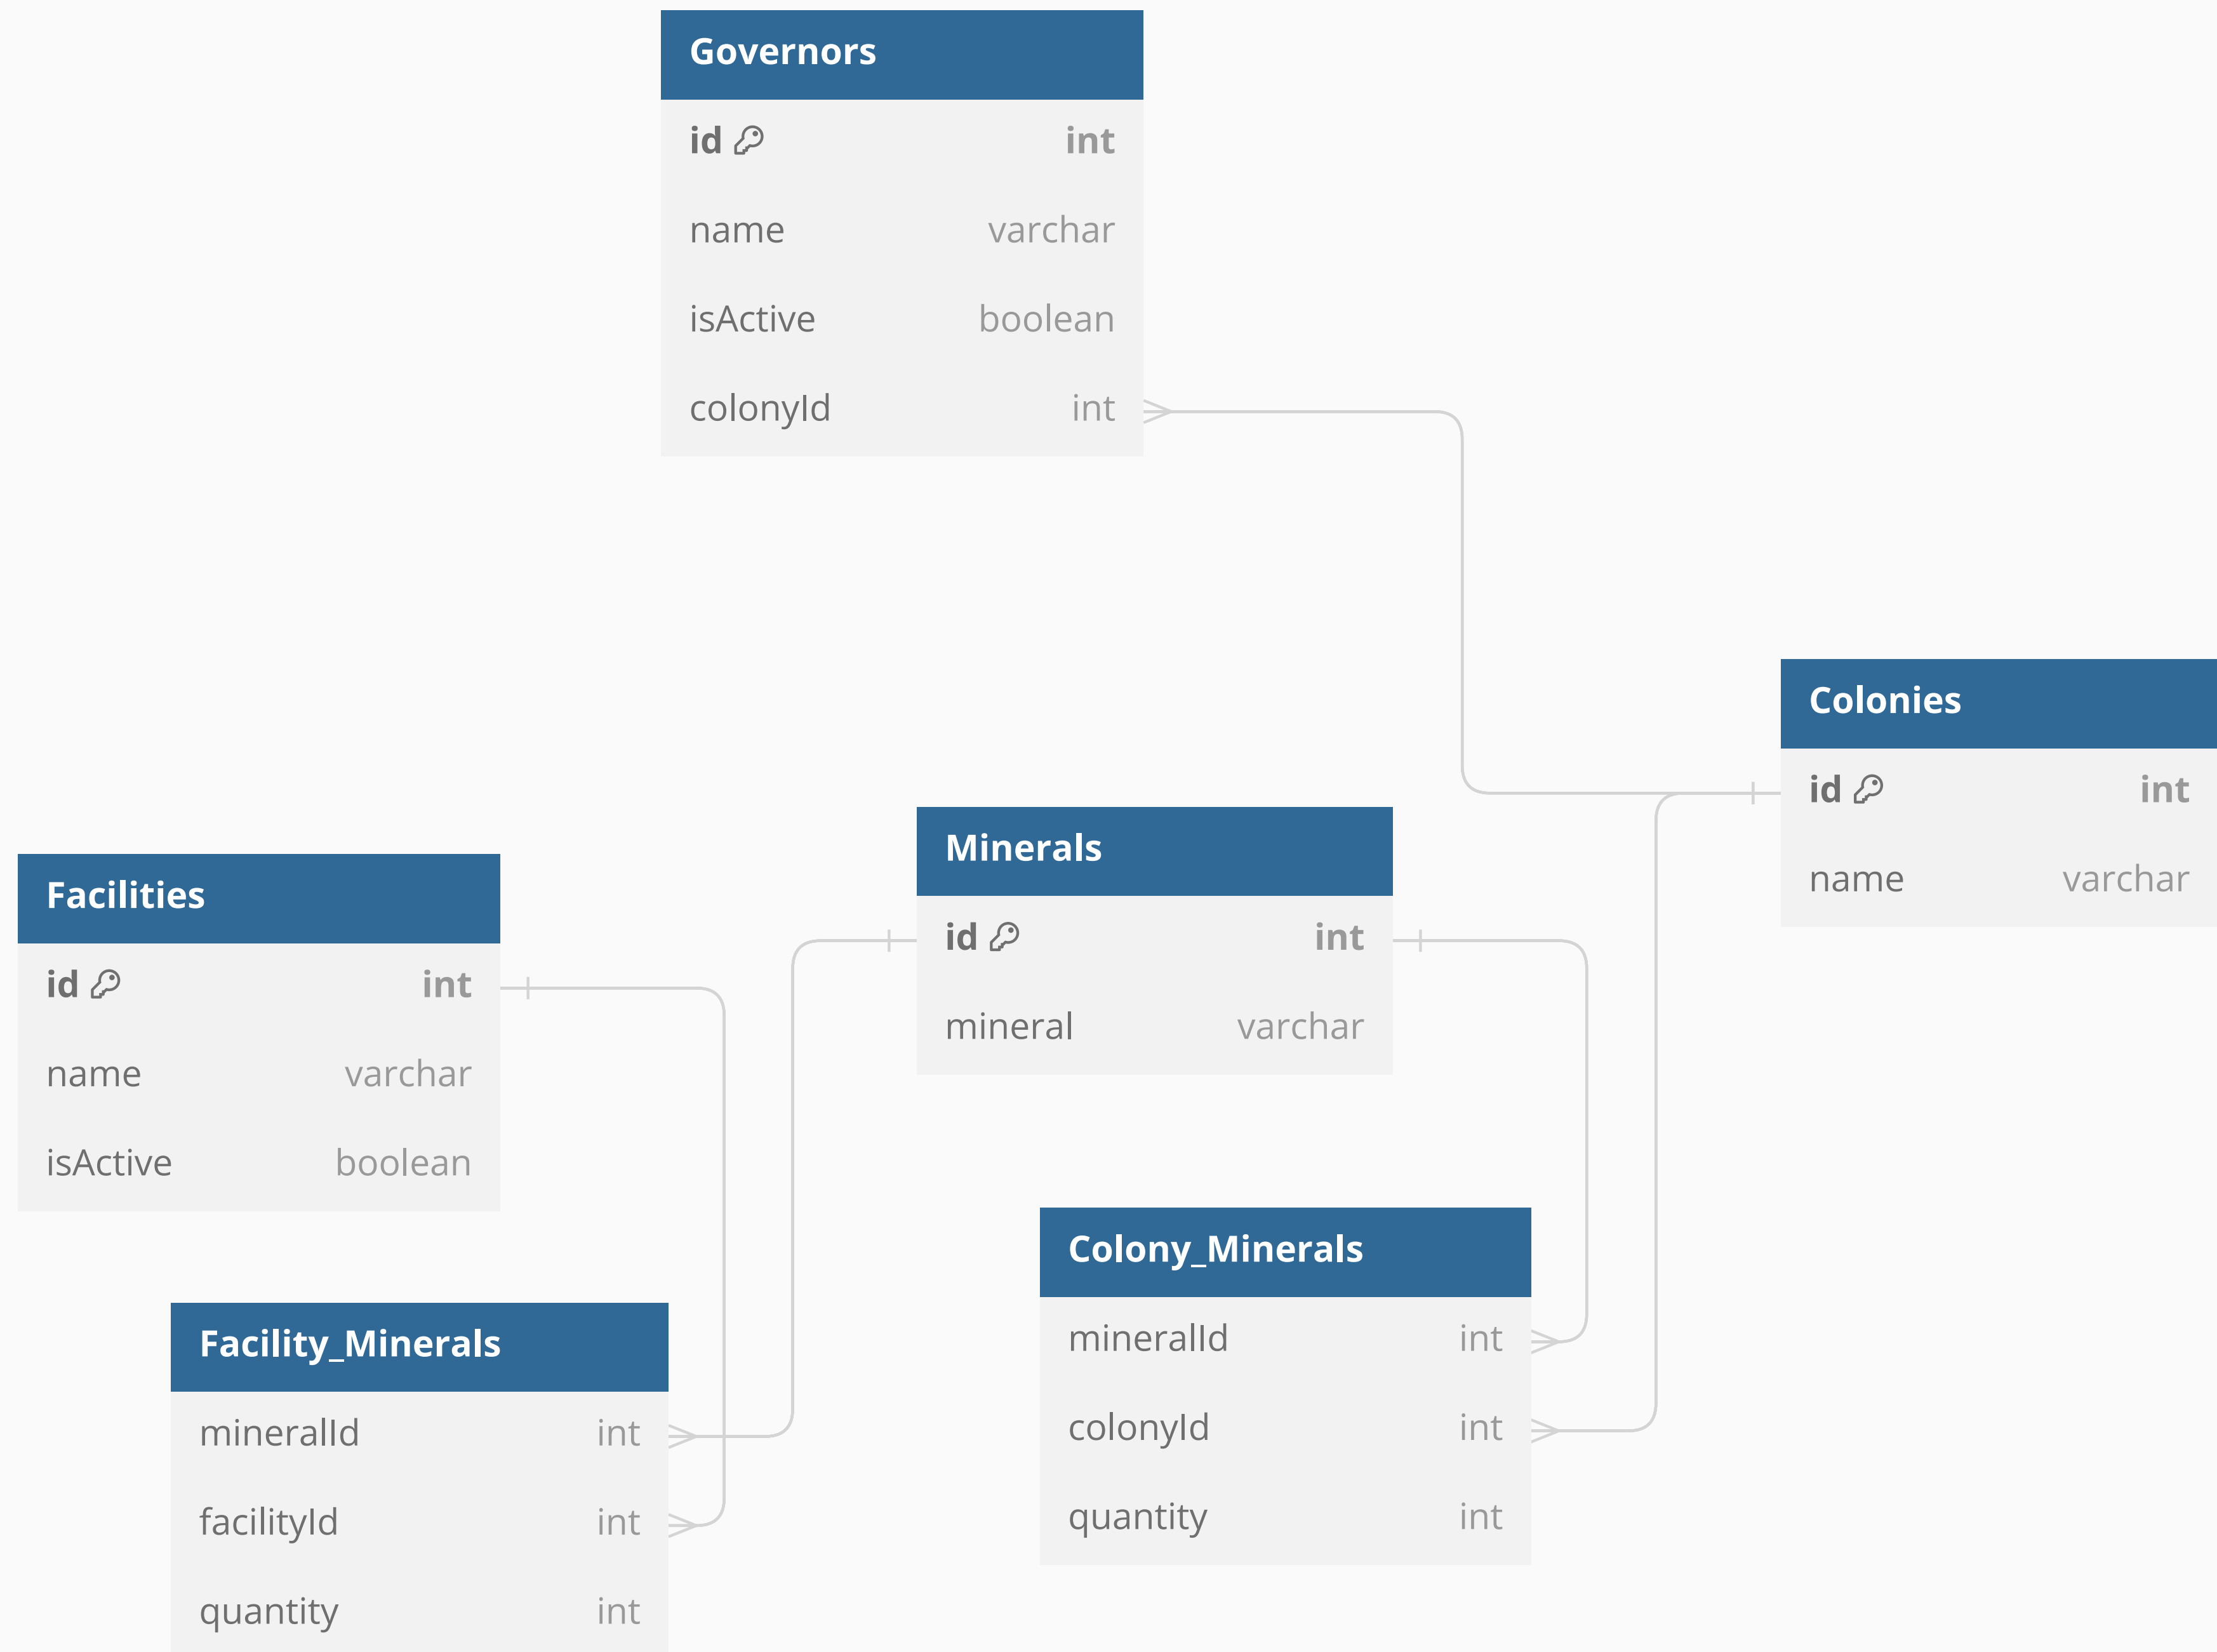 Governors
id int
name varchar
isActive boolean
colonyId int
Colonies
id int
name varchar
Minerals
id int
mineral varchar
Facilities
id int
name varchar
isActive boolean
Colony_Minerals
mineralId int
colonyId int
quantity int
Facility_Minerals
mineralId int
facilityId int
quantity int